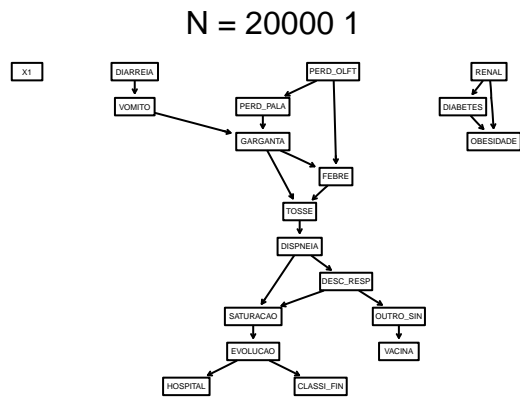 N = 20000 1
X1
DIARREIA
PERD_OLFT
RENAL
VOMITO
PERD_PALA
DIABETES
GARGANTA
OBESIDADE
FEBRE
TOSSE
DISPNEIA
DESC_RESP
SATURACAO
OUTRO_SIN
EVOLUCAO
VACINA
HOSPITAL
CLASSI_FIN